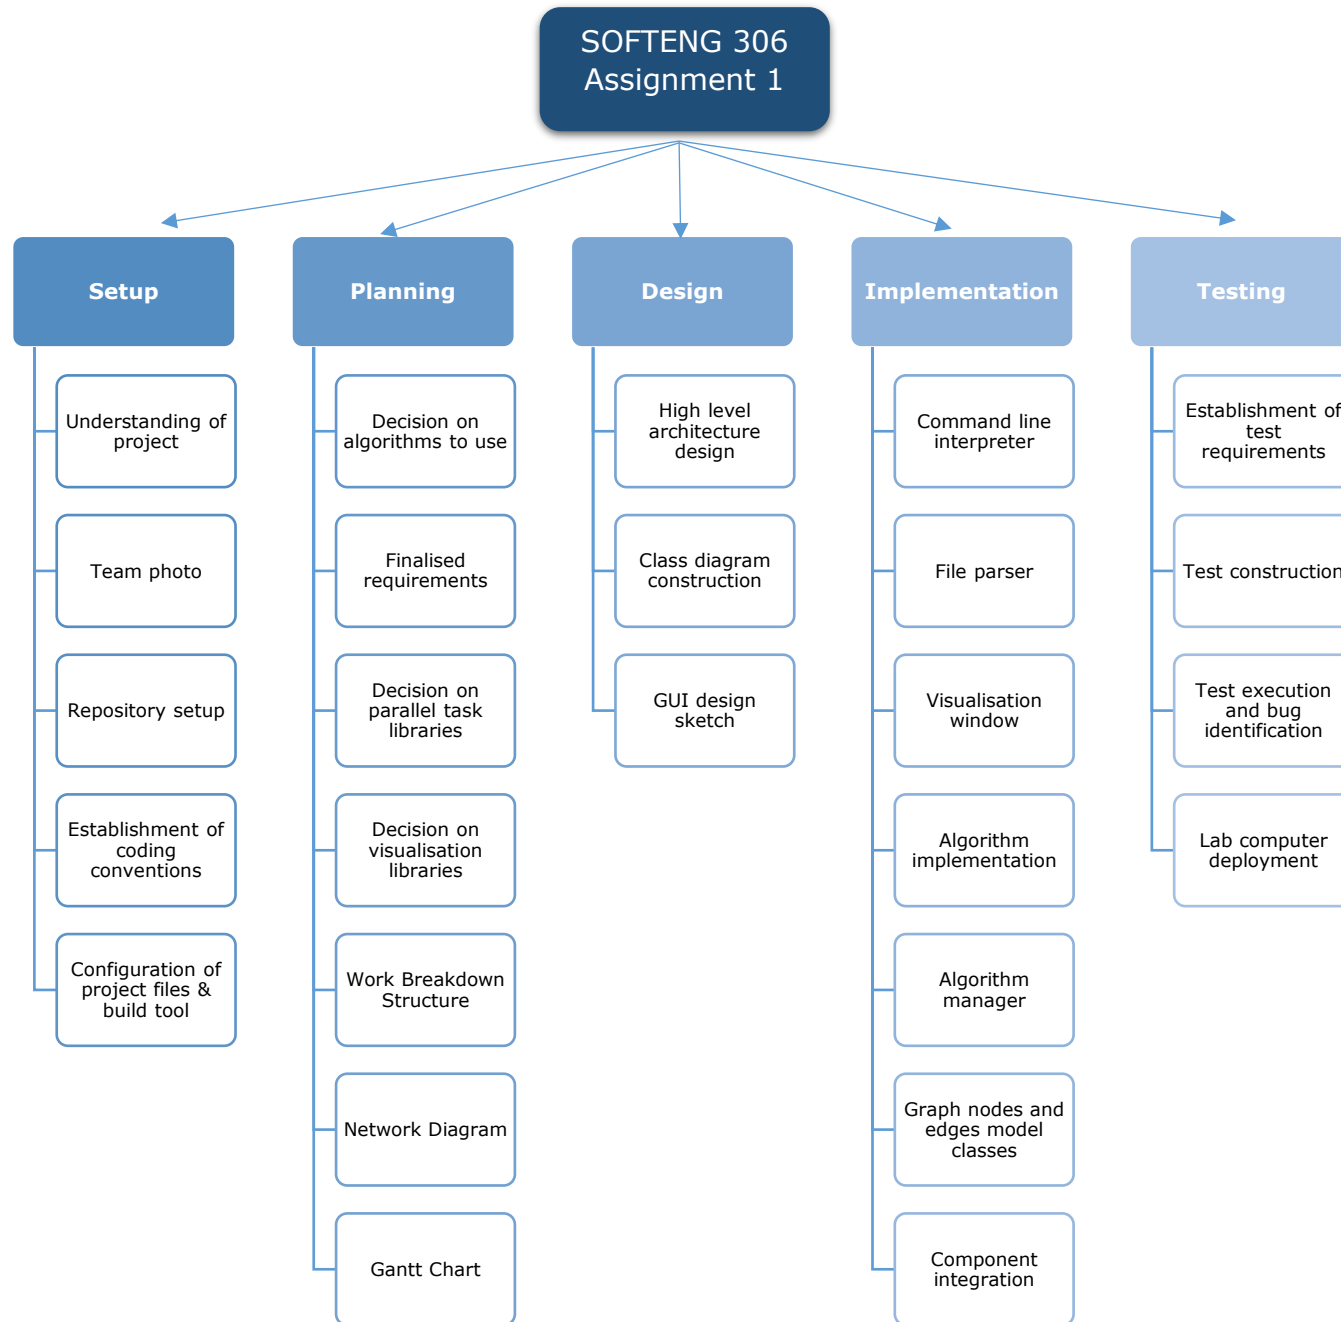 SOFTENG 306
Assignment 1
Setup
Planning
Design
Implementation
Testing
Understanding of
project
Team photo
Repository setup
Establishment of
coding
conventions
Configuration of
project files &
build tool
Decision on
algorithms to use
Finalised
requirements
Decision on
parallel task
libraries
Decision on
visualisation
libraries
Work Breakdown
Structure
Network Diagram
Gantt Chart
High level
architecture
design
Class diagram
construction
GUI design
sketch
Command line
interpreter
File parser
Visualisation
window
Algorithm
implementation
Algorithm
manager
Graph nodes and
edges model
classes
Component
integration
Establishment of
test
requirements
Test construction
Test execution
and bug
identification
Lab computer
deployment